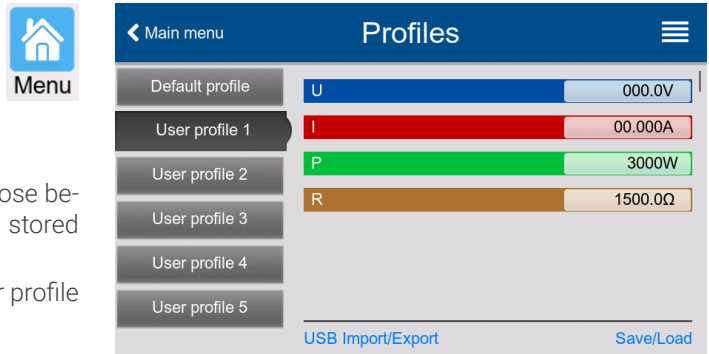 Menu
ose be-
stored
profile
Main menu
Profiles
Default profile
User profile 1
User profile 2
User profile 3
User profile 4
User profile 5
U 000.0V
I 00.000A
P 3000W
R 1500.0Ω
USB Import/Export
Save/Load